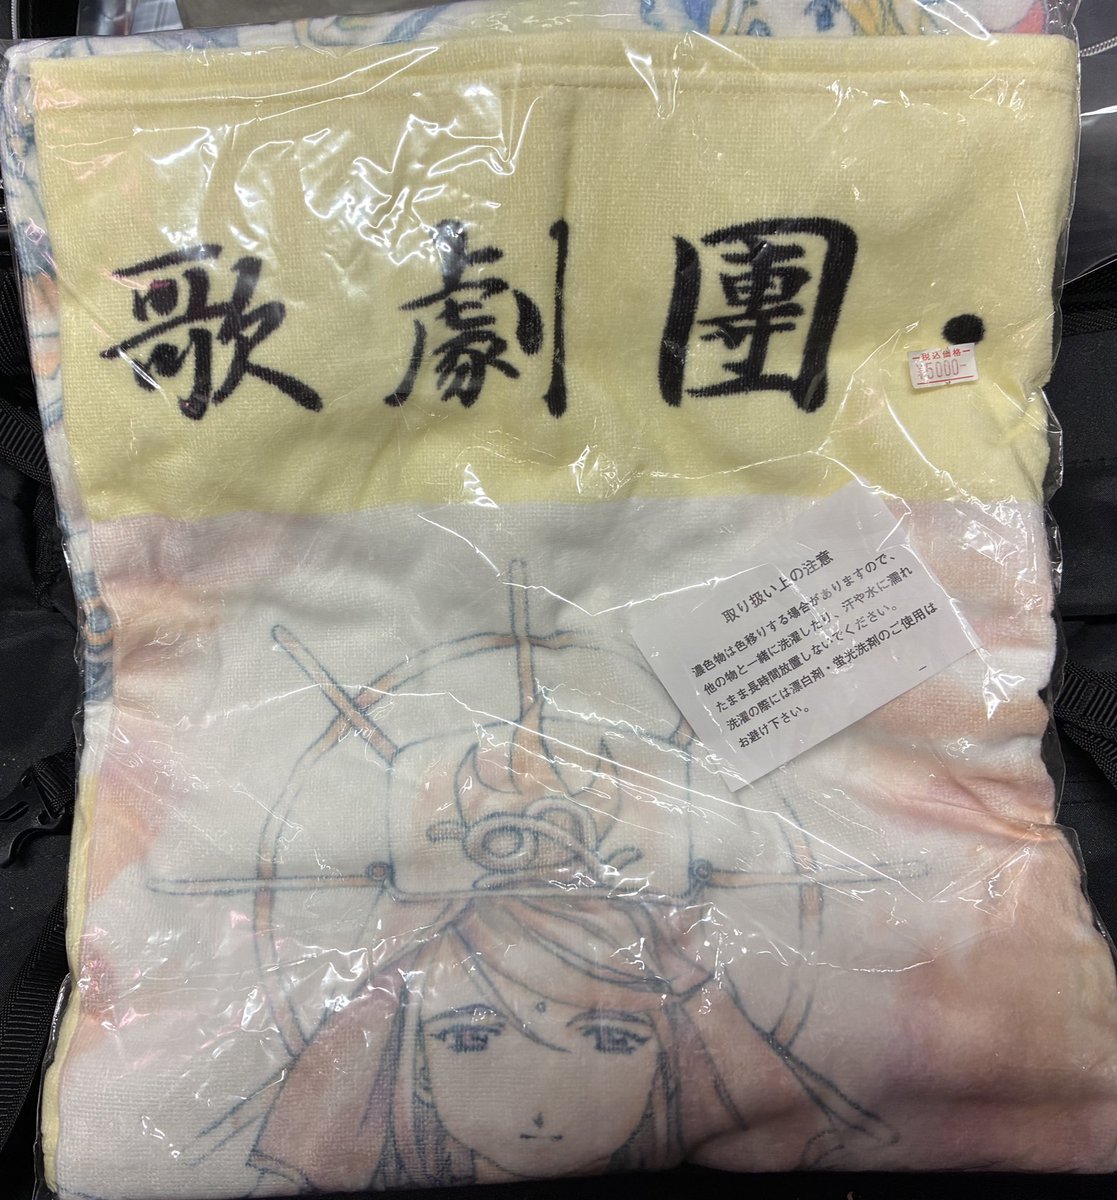 歌劇團・
税込価格
¥5000-
取り扱い上の注意
濃色物は色移りする場合がありますので、
他の物と一緒に洗濯したり、汗や水に濡れ
たまま長時間放置しないでください。
洗濯の際には漂白剤・蛍光洗剤のご使用は
お避け下さい。